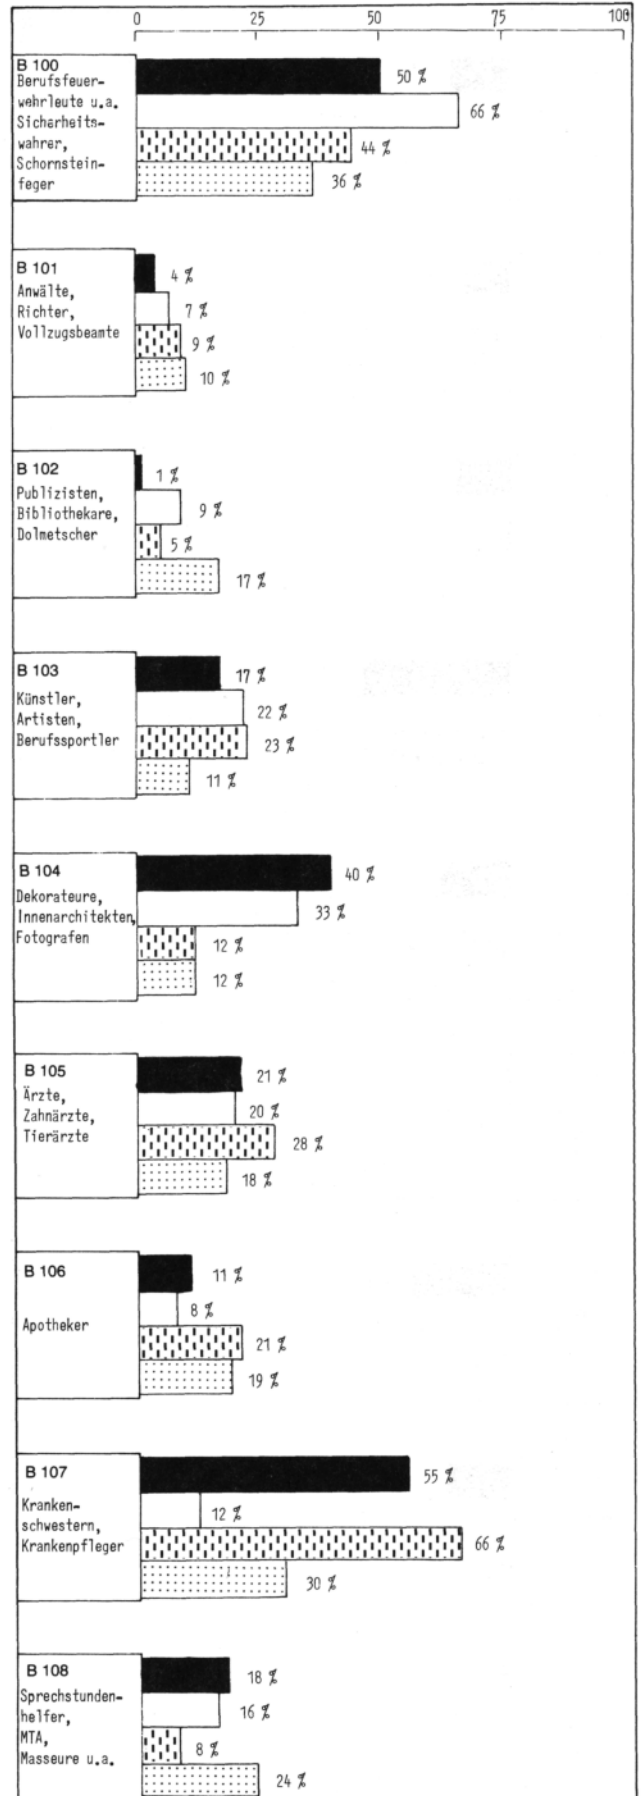 0 25 50 75 100
B 100
Berufsfeuer-
wehrleute u.a.
Sicherheits-
wahrer,
Schornstein-
feger
50 %
66 %
44 %
36 %
B 101
Anwälte,
Richter,
Vollzugsbeamte
4 %
7 %
9 %
10 %
B 102
Publizisten,
Bibliothekare,
Dolmetscher
1 %
9 %
5 %
17 %
B 103
Künstler,
Artisten,
Berufssportler
17 %
22 %
23 %
11 %
B 104
Dekorateure,
Innenarchitekten,
Fotografen
40 %
33 %
12 %
12 %
B 105
Ärzte,
Zahnärzte,
Tierärzte
21 %
20 %
28 %
18 %
B 106
Apotheker
11 %
8 %
21 %
19 %
B 107
Kranken-
schwestern,
Krankenpfleger
55 %
12 %
66 %
30 %
B 108
Sprechstunden-
helfer,
MTA,
Masseure u.a.
18 %
16 %
8 %
24 %